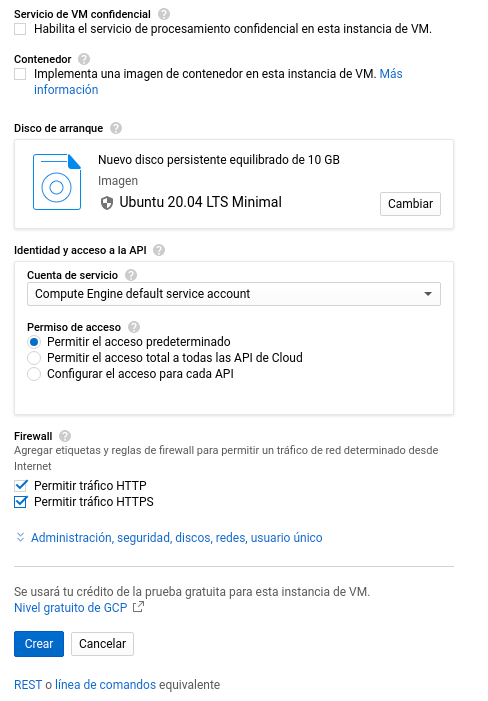 Servicio de VM confidencial ?
Habilita el servicio de procesamiento confidencial en esta instancia de VM.
Contenedor ?
Implementa una imagen de contenedor en esta instancia de VM. Más
información
Disco de arranque ?
Nuevo disco persistente equilibrado de 10 GB
Imagen
Ubuntu 20.04 LTS Minimal
Cambiar
Identidad y acceso a la API ?
Cuenta de servicio ?
Compute Engine default service account
Permiso de acceso ?
Permitir el acceso predeterminado
Permitir el acceso total a todas las API de Cloud
Configurar el acceso para cada API
Firewall ?
Agregar etiquetas y reglas de firewall para permitir un tráfico de red determinado desde
Internet
Permitir tráfico HTTP
Permitir tráfico HTTPS
Administración, seguridad, discos, redes, usuario único
Se usará tu crédito de la prueba gratuita para esta instancia de VM.
Nivel gratuito de GCP
Crear Cancelar
REST o línea de comandos equivalente